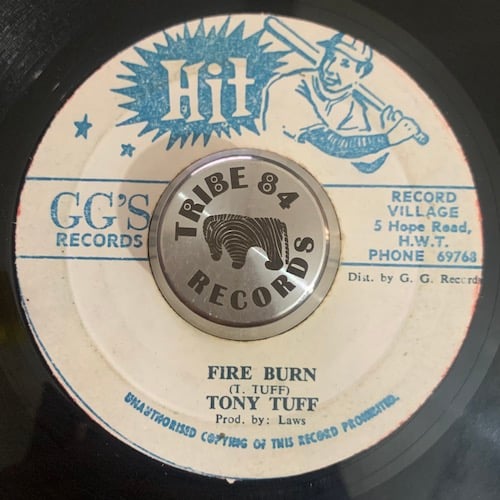 Hit
GG'S
RECORDS
RECORD
VILLAGE
5 Hope Road,
H.W.T.
PHONE 69768
Dist. by G. G. Records
TRIBE 84
RECORDS
FIRE BURN
(T. TUFF)
TONY TUFF
Prod. by: Laws
UNAUTHORISED COPYING OF THIS RECORD PROHIBITED.